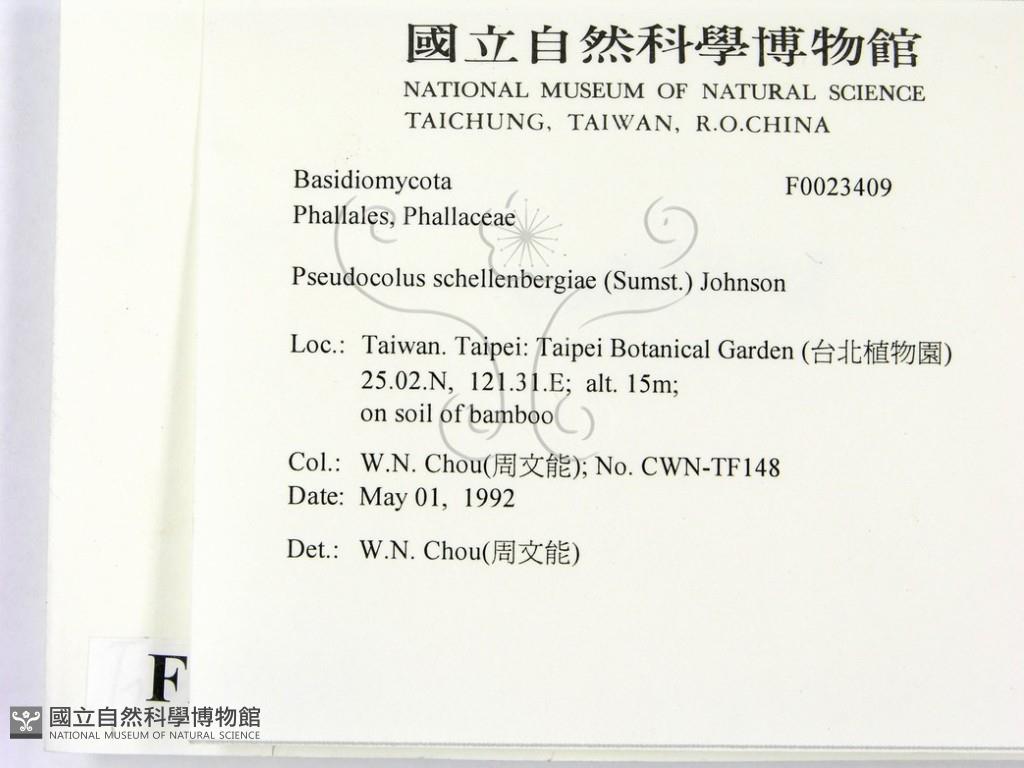 國立自然科學博物館
NATIONAL MUSEUM OF NATURAL SCIENCE
TAICHUNG, TAIWAN, R.O.CHINA
Basidiomycota F0023409
Phallales, Phallaceae
Pseudocolus schellenbergiae (Sumst.) Johnson
Loc.: Taiwan. Taipei: Taipei Botanical Garden (台北植物園)
25.02.N, 121.31.E; alt. 15m;
on soil of bamboo
Col.: W.N. Chou(周文能); No. CWN-TF148
Date: May 01, 1992
Det.: W.N. Chou(周文能)
F
國立自然科學博物館
NATIONAL MUSEUM OF NATURAL SCIENCE